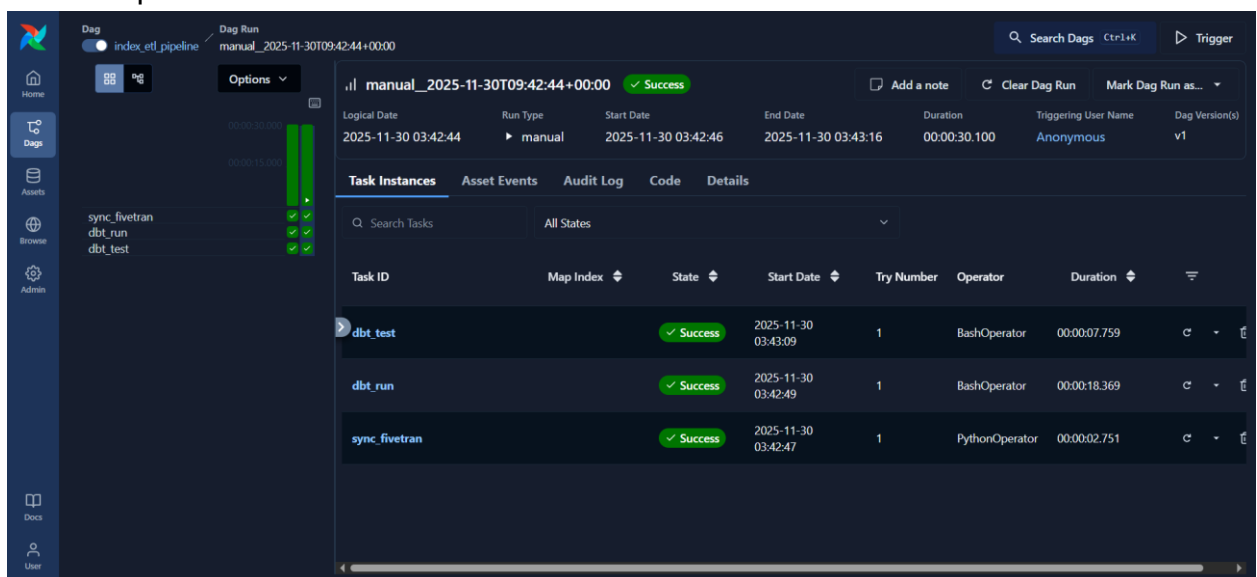 Dag
index_etl_pipeline
/
Dag Run
manual__2025-11-30T09:42:44+00:00
Search Dags Ctrl+K
Trigger
Home
Dags
Assets
Browse
Admin
Docs
User
Options
00:00:30.000
00:00:15.000
sync_fivetran
dbt_run
dbt_test
manual__2025-11-30T09:42:44+00:00 Success
Add a note
Clear Dag Run
Mark Dag Run as...
Logical Date Run Type Start Date End Date Duration Triggering User Name Dag Version(s)
2025-11-30 03:42:44 manual 2025-11-30 03:42:46 2025-11-30 03:43:16 00:00:30.100 Anonymous v1
Task Instances Asset Events Audit Log Code Details
Search Tasks All States
Task ID Map Index State Start Date Try Number Operator Duration
dbt_test Success 2025-11-30 03:43:09 1 BashOperator 00:00:07.759
dbt_run Success 2025-11-30 03:42:49 1 BashOperator 00:00:18.369
sync_fivetran Success 2025-11-30 03:42:47 1 PythonOperator 00:00:02.751